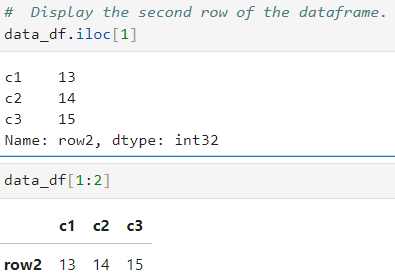 # Display the second row of the dataframe.
data_df.iloc[1]
c1 13
c2 14
c3 15
Name: row2, dtype: int32
data_df[1:2]
c1 c2 c3
row2 13 14 15